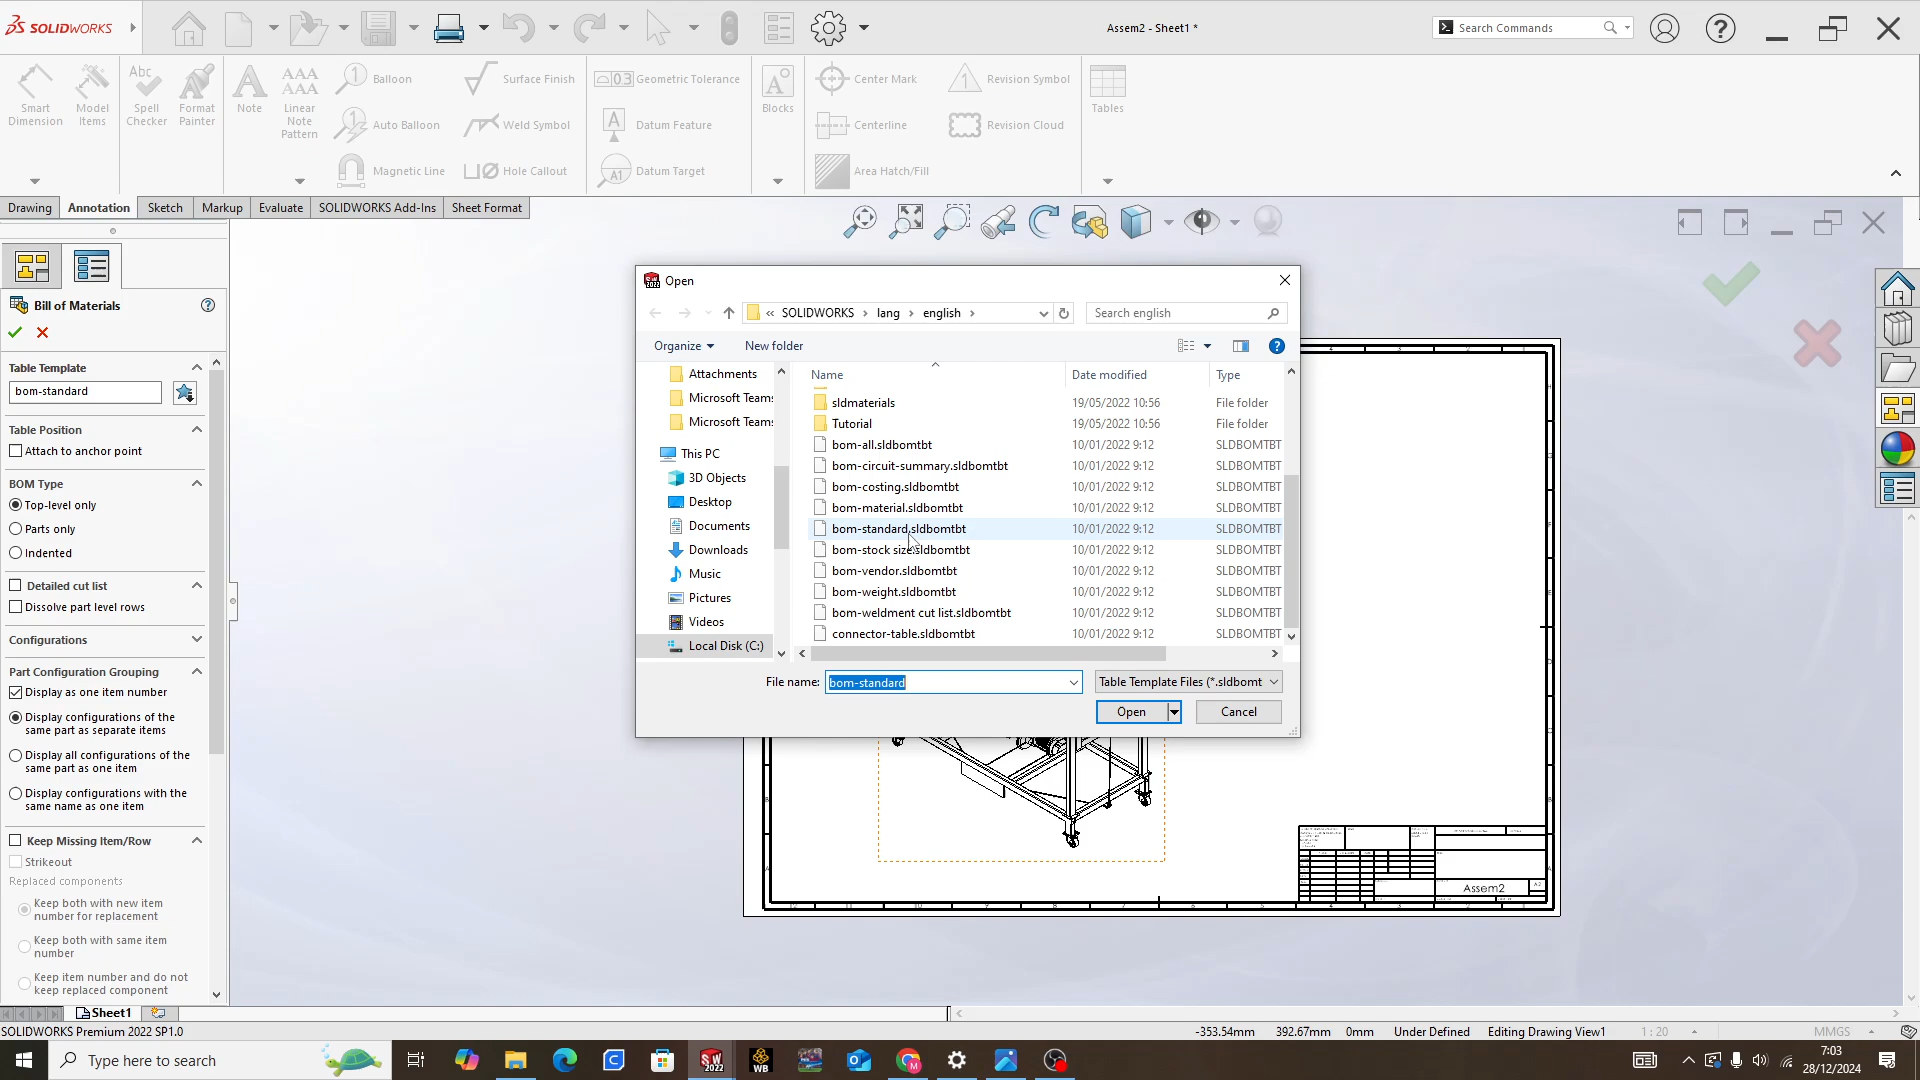 SOLIDWORKS
Assem2 - Sheet1 *
Search Commands
Smart Dimension
Model Items
Spell Checker
Format Painter
Note
Linear Note Pattern
Balloon
Auto Balloon
Magnetic Line
Surface Finish
Weld Symbol
Hole Callout
Geometric Tolerance
Datum Feature
Datum Target
Blocks
Center Mark
Centerline
Area Hatch/Fill
Revision Symbol
Revision Cloud
Tables
Drawing
Annotation
Sketch
Markup
Evaluate
SOLIDWORKS Add-Ins
Sheet Format
Bill of Materials
Table Template
bom-standard
Table Position
Attach to anchor point
BOM Type
Top-level only
Parts only
Indented
Detailed cut list
Dissolve part level rows
Configurations
Part Configuration Grouping
Display as one item number
Display configurations of the
same part as separate items
Display all configurations of the
same part as one item
Display configurations with the
same name as one item
Keep Missing Item/Row
Strikeout
Replaced components
Keep both with new item
number for replacement
Keep both with same item
number
Keep item number and do not
keep replaced component
Open
« SOLIDWORKS > lang > english >
Search english
Organize
New folder
Attachments
Microsoft Teams
Microsoft Teams
This PC
3D Objects
Desktop
Documents
Downloads
Music
Pictures
Videos
Local Disk (C:)
Name Date modified Type
sldmaterials 19/05/2022 10:56 File folder
Tutorial 19/05/2022 10:56 File folder
bom-all.sldbomtbt 10/01/2022 9:12 SLDBOMTBT
bom-circuit-summary.sldbomtbt 10/01/2022 9:12 SLDBOMTBT
bom-costing.sldbomtbt 10/01/2022 9:12 SLDBOMTBT
bom-material.sldbomtbt 10/01/2022 9:12 SLDBOMTBT
bom-standard.sldbomtbt 10/01/2022 9:12 SLDBOMTBT
bom-stock size.sldbomtbt 10/01/2022 9:12 SLDBOMTBT
bom-vendor.sldbomtbt 10/01/2022 9:12 SLDBOMTBT
bom-weight.sldbomtbt 10/01/2022 9:12 SLDBOMTBT
bom-weldment cut list.sldbomtbt 10/01/2022 9:12 SLDBOMTBT
connector-table.sldbomtbt 10/01/2022 9:12 SLDBOMTBT
File name: bom-standard
Table Template Files (*.sldbomt
Open
Cancel
Assem2
Sheet1
SOLIDWORKS Premium 2022 SP1.0
-353.54mm 392.67mm 0mm Under Defined Editing Drawing View1 1 : 20 MMGS
Type here to search
7:03
28/12/2024